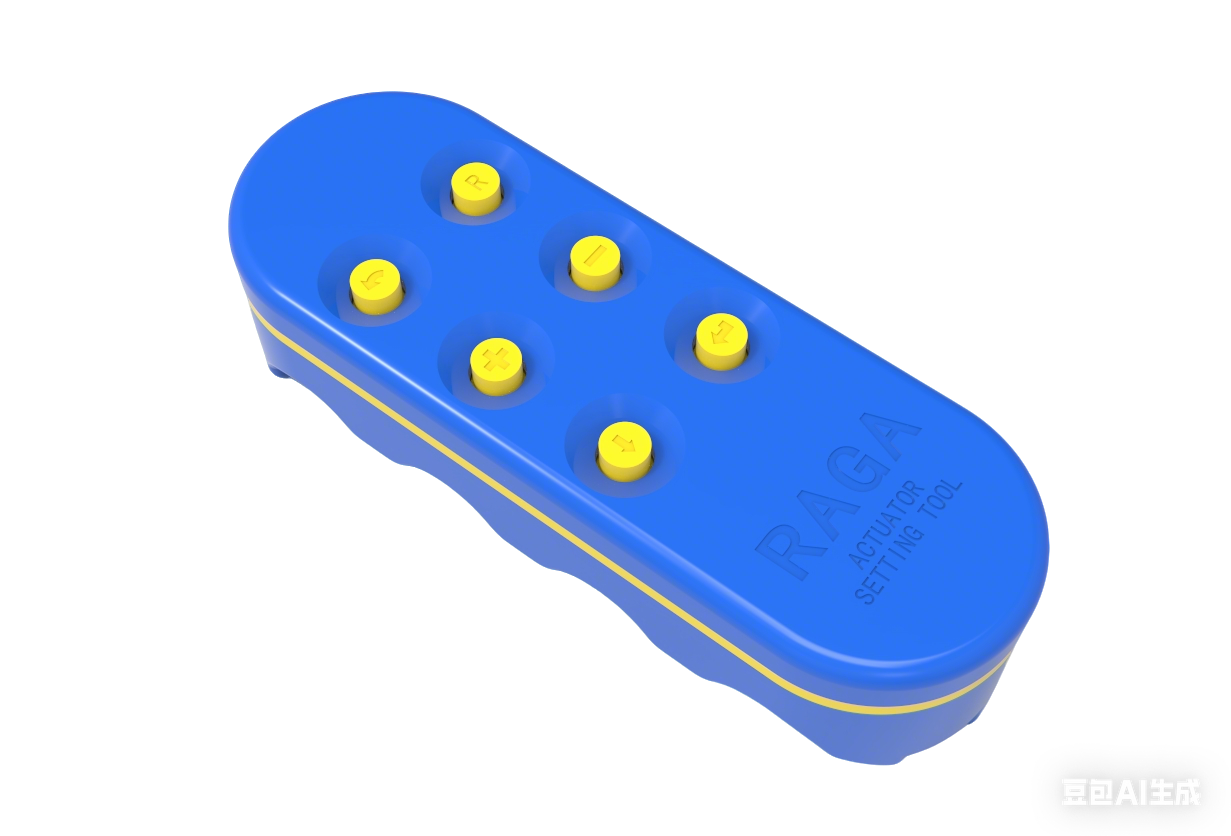 R
RAGA
ACTUATOR
SETTING TOOL
豆包AI生成